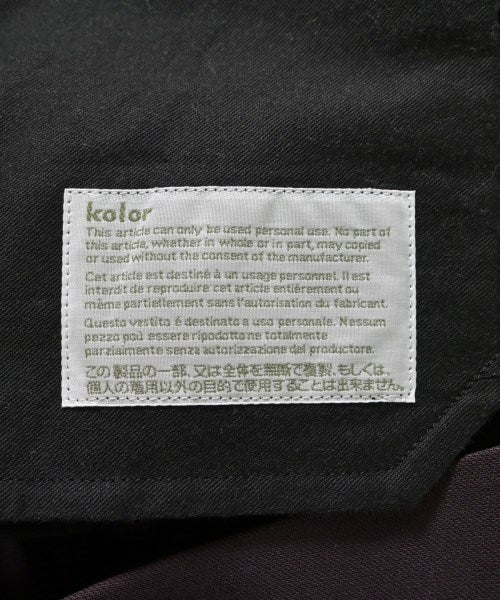 kolor
This article can only be used personal use. No part of
this article, whether in whole or in part, may copied
or used without the consent of the manufacturer.
Cet article est destiné à un usage personnel. Il est
interdit de reproduire cet article entiérement ou
même partiellement sans l'autorisation du fabricant.
Questo vestito é destinato a uso personale. Nessum
pezzo può essere ripodotto ne totalmente
parzialmente senza autorizzazione del produttore.
この製品の一部、又は全体を無断で複製、もしくは、
個人の着用以外の目的で使用することは出来ません。